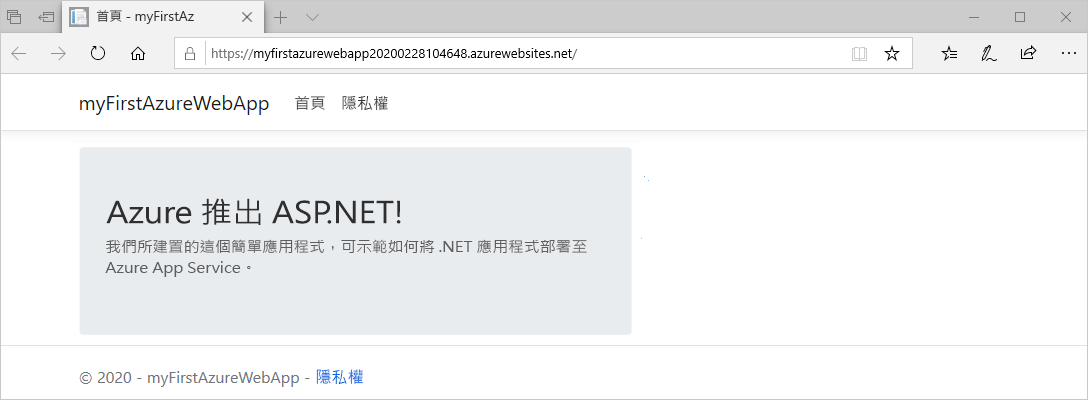 首頁 - myFirstAz
https://myfirstazurewebapp20200228104648.azurewebsites.net/
myFirstAzureWebApp 首頁 隱私權
Azure 推出 ASP.NET!
我們所建置的這個簡單應用程式，可示範如何將 .NET 應用程式部署至
Azure App Service。
© 2020 - myFirstAzureWebApp - 隱私權